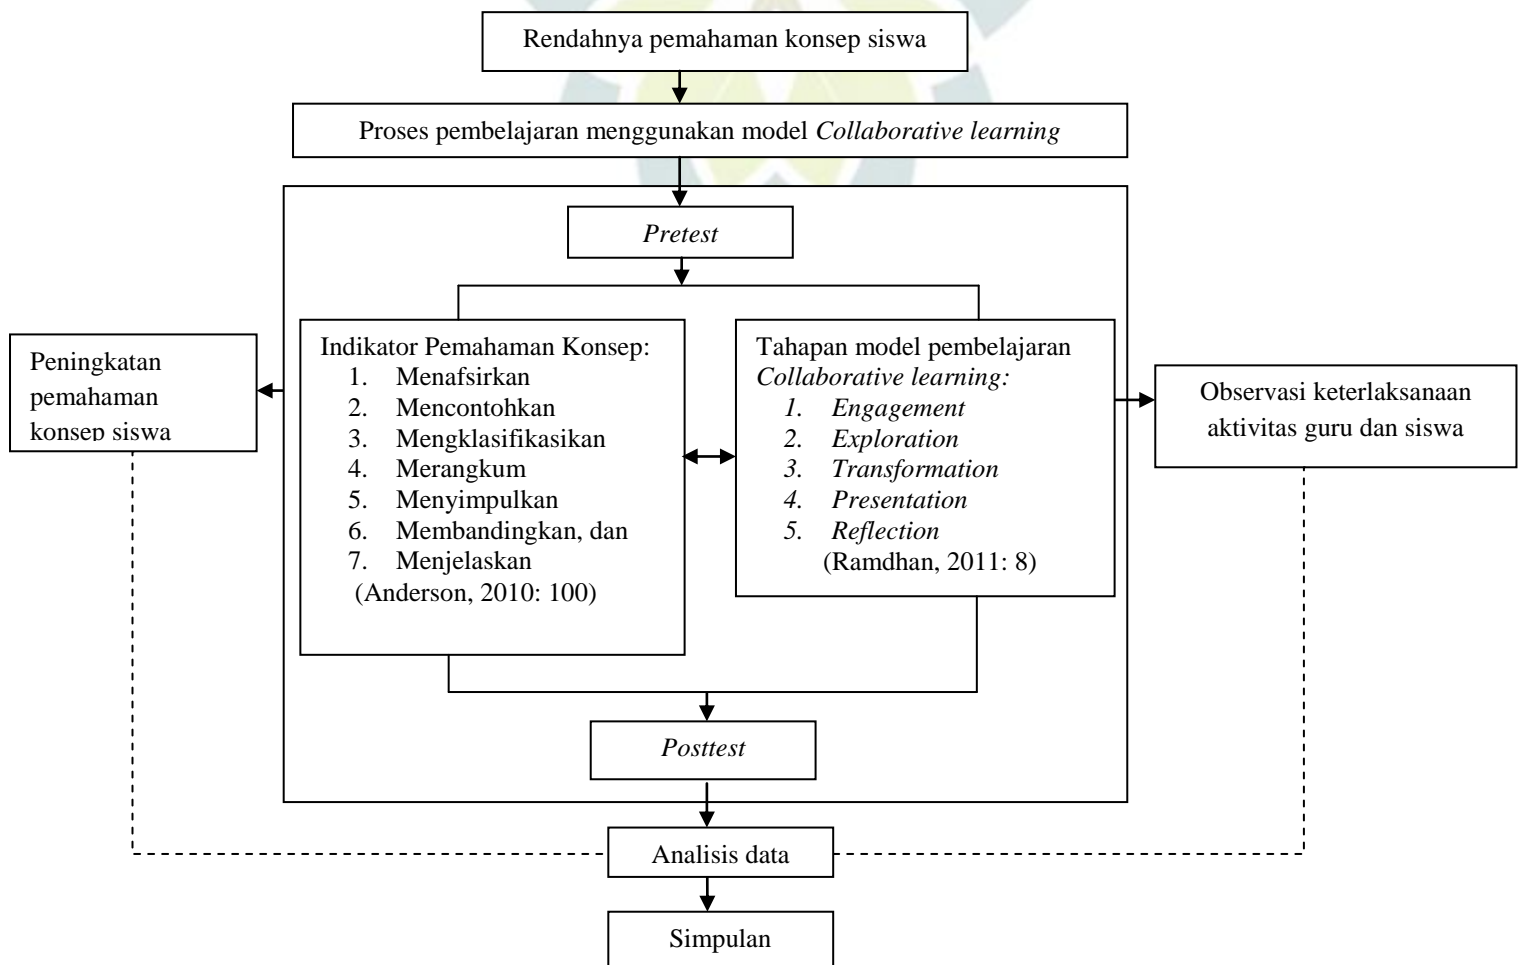 Rendahnya pemahaman konsep siswa
Proses pembelajaran menggunakan model Collaborative learning
Pretest
Peningkatan
pemahaman
konsep siswa
Indikator Pemahaman Konsep:
1. Menafsirkan
2. Mencontohkan
3. Mengklasifikasikan
4. Merangkum
5. Menyimpulkan
6. Membandingkan, dan
7. Menjelaskan
(Anderson, 2010: 100)
Tahapan model pembelajaran
Collaborative learning:
1. Engagement
2. Exploration
3. Transformation
4. Presentation
5. Reflection
(Ramdhan, 2011: 8)
Observasi keterlaksanaan
aktivitas guru dan siswa
Posttest
Analisis data
Simpulan